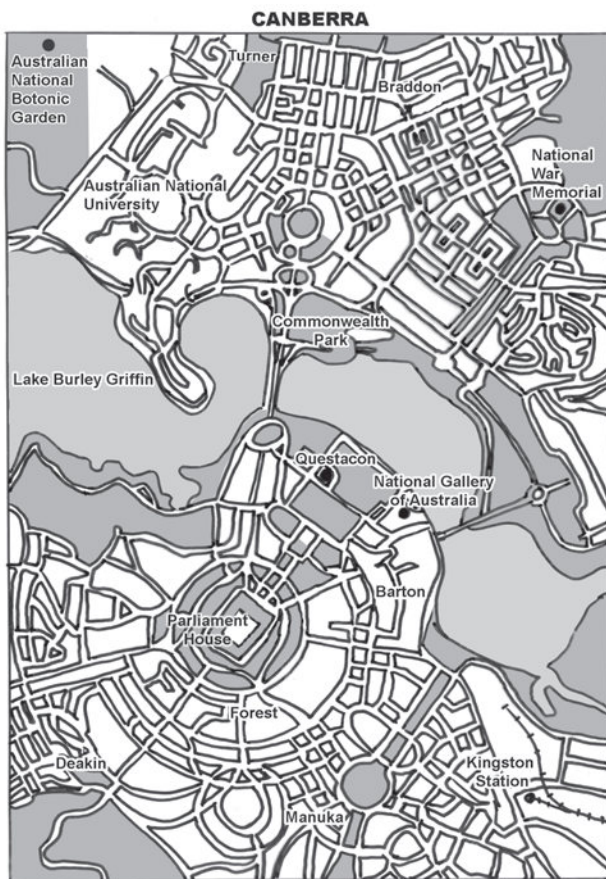 CANBERRA
Australian
National
Botonic
Garden
Turner
Braddon
National
War
Memorial
Australian National
University
Commonwealth
Park
Lake Burley Griffin
Questacon
National Gallery
of Australia
Barton
Parliament
House
Forest
Deakin
Kingston
Station
Manuka